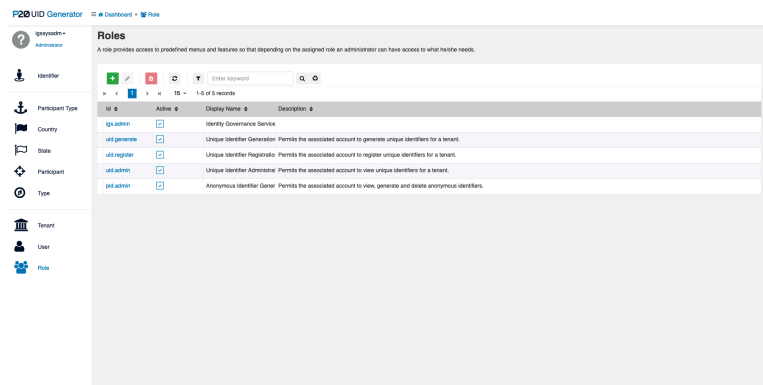 P20 UID Generator
Dashboard
Role
igssysadm
Administrator
Identifier
Participant Type
Country
State
Participant
Type
Tenant
User
Role
Roles
A role provides access to predefined menus and features so that depending on the assigned role an administrator can have access to what he/she needs.
Enter keyword
1 15 1-5 of 5 records
Id Active Display Name Description
igs.admin Identity Governance Service
uid.generate Unique Identifier Generation Permits the associated account to generate unique identifiers for a tenant.
uid.register Unique Identifier Registratio Permits the associated account to register unique identifiers for a tenant.
uid.admin Unique Identifier Administrat Permits the associated account to view unique identifiers for a tenant.
pid.admin Anonymous Identifier Gener Permits the associated account to view, generate and delete anonymous identifiers.